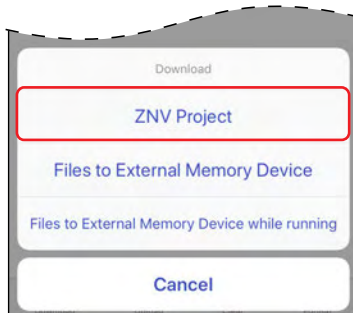 Download
ZNV Project
Files to External Memory Device
Files to External Memory Device while running
Cancel